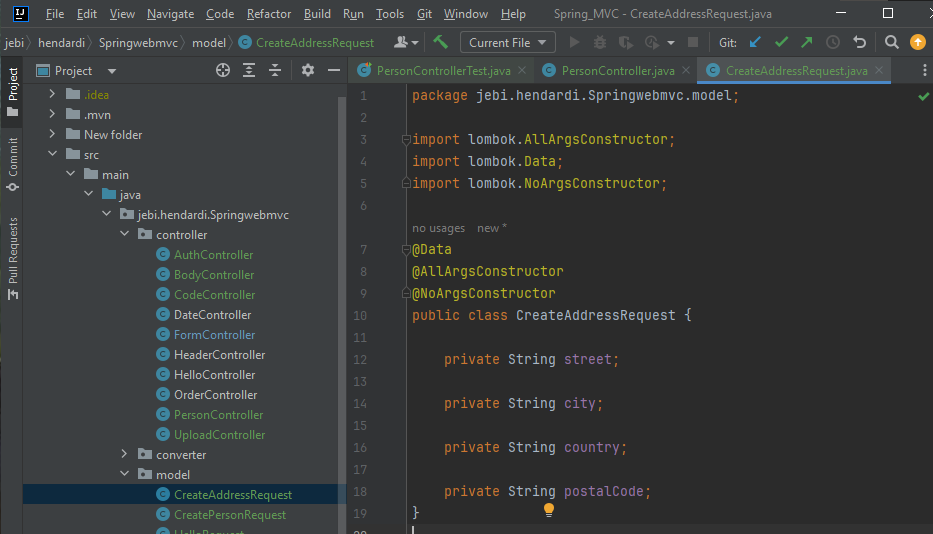 File Edit View Navigate Code Refactor Build Run Tools Git Window Help Spring_MVC - CreateAddressRequest.java
jebi hendardi Springwebmvc model CreateAddressRequest Current File Git:
Project
Commit
Pull Requests
Project
.idea
.mvn
New folder
src
main
java
jebi.hendardi.Springwebmvc
controller
AuthController
BodyController
CodeController
DateController
FormController
HeaderController
HelloController
OrderController
PersonController
UploadController
converter
model
CreateAddressRequest
CreatePersonRequest
HelloRequest
PersonControllerTest.java PersonController.java CreateAddressRequest.java
1 package jebi.hendardi.Springwebmvc.model;
2
3 import lombok.AllArgsConstructor;
4 import lombok.Data;
5 import lombok.NoArgsConstructor;
6
no usages new *
7 @Data
8 @AllArgsConstructor
9 @NoArgsConstructor
10 public class CreateAddressRequest {
11
12 private String street;
13
14 private String city;
15
16 private String country;
17
18 private String postalCode;
19 }
20